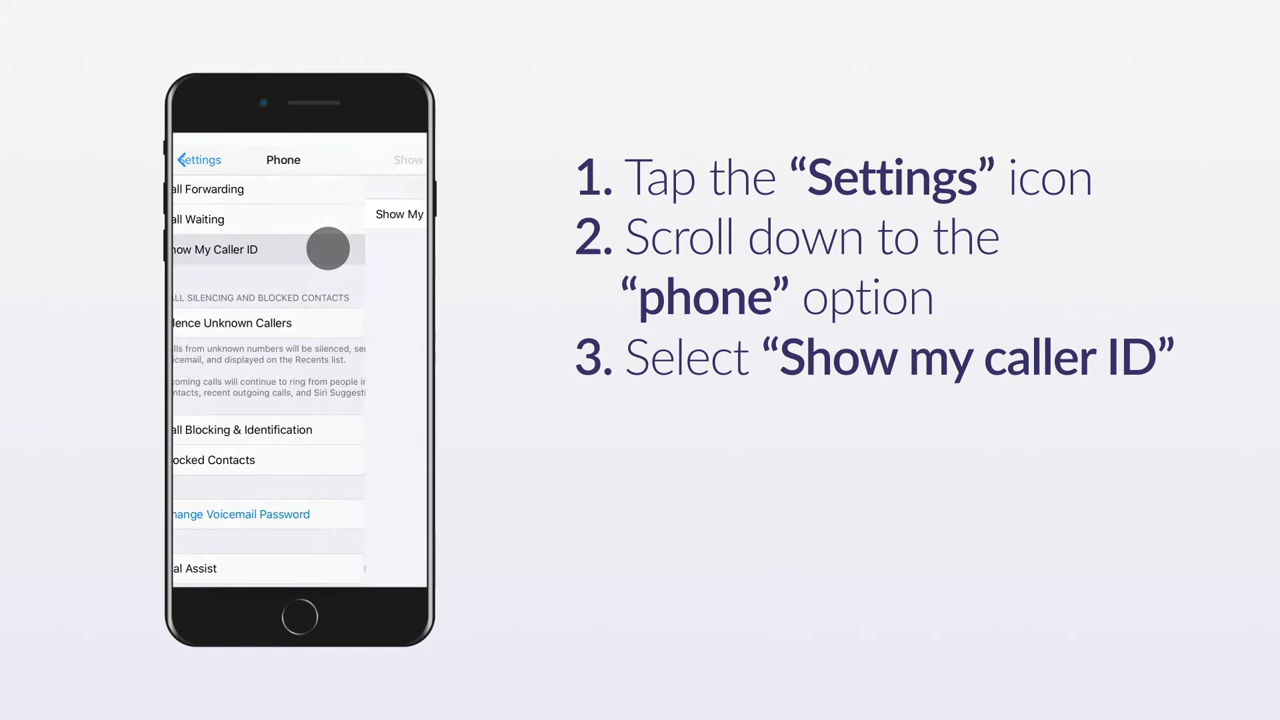 Settings Phone Show
all Forwarding
all Waiting
Show My
how My Caller ID
ALL SILENCING AND BLOCKED CONTACTS
lence Unknown Callers
lls from unknown numbers will be silenced, se
icemail, and displayed on the Recents list.
coming calls will continue to ring from people in
ntacts, recent outgoing calls, and Siri Suggesti
all Blocking & Identification
ocked Contacts
hange Voicemail Password
al Assist
1. Tap the “Settings” icon
2. Scroll down to the
“phone” option
3. Select “Show my caller ID”